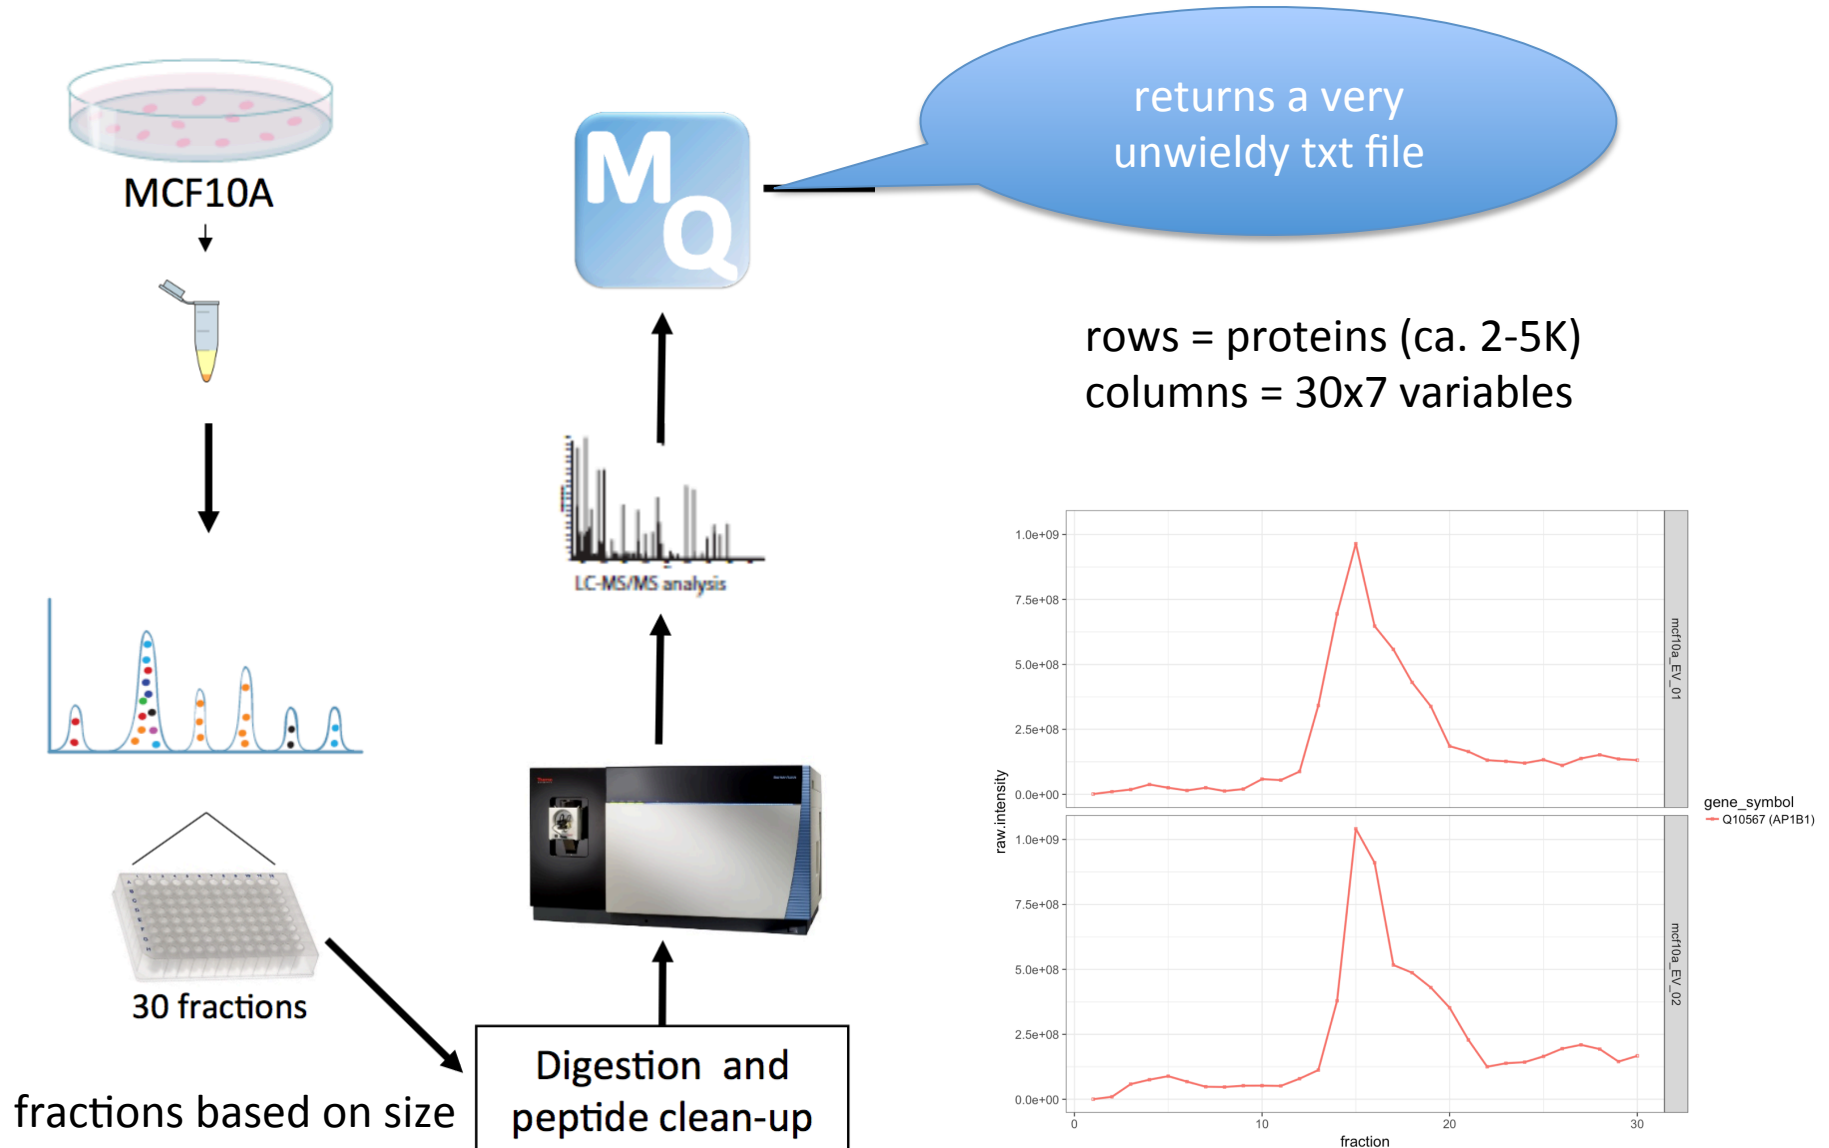 MCF10A
30 fractions
fractions based on size
Digestion and
peptide clean-up
LC-MS/MS analysis
M
Q
returns a very
unwieldy txt file
rows = proteins (ca. 2-5K)
columns = 30x7 variables
raw.intensity
1.0e+09
7.5e+08
5.0e+08
2.5e+08
0.0e+00
mcf10a_EV_01
1.0e+09
7.5e+08
5.0e+08
2.5e+08
0.0e+00
mcf10a_EV_02
0 10 20 30
fraction
gene_symbol
Q10567 (AP1B1)